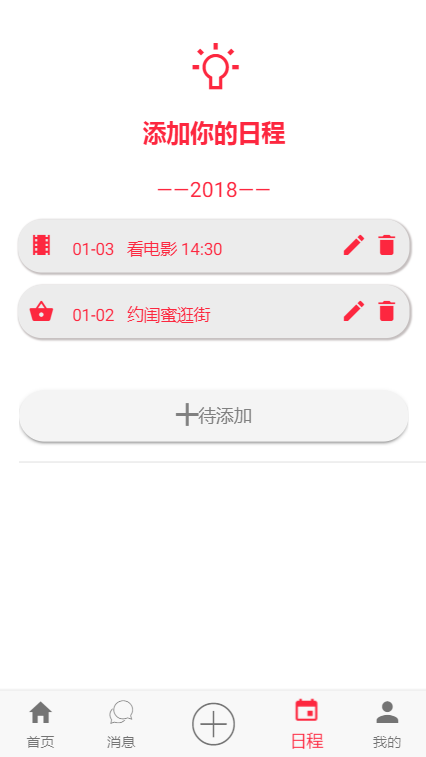 添加你的日程
——2018——
01-03 看电影 14:30
01-02 约闺蜜逛街
待添加
首页 消息 日程 我的